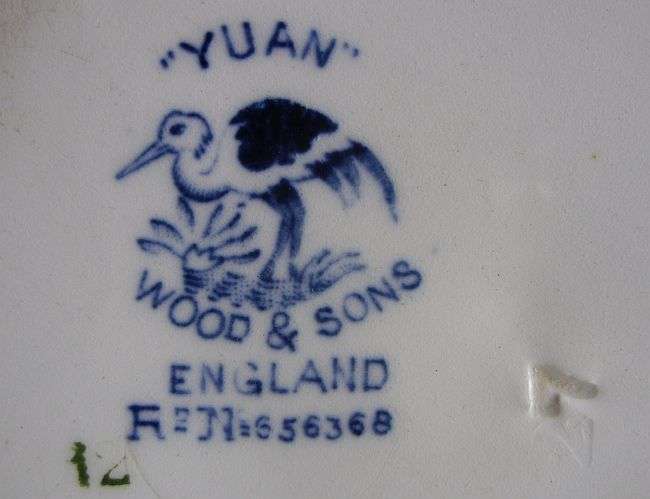 "YUAN"
WOOD & SONS
ENGLAND
Rᴰ Nº 656368
12